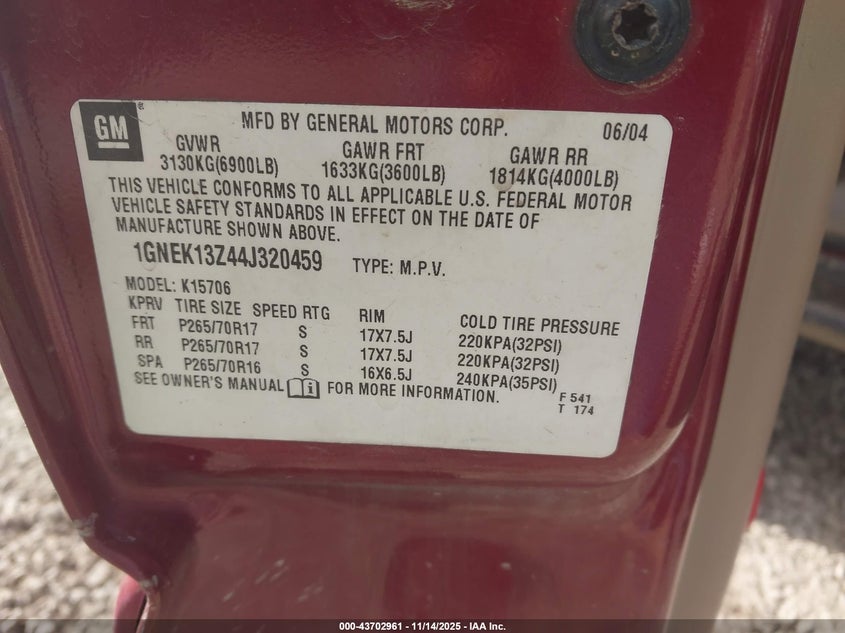 GM
MFD BY GENERAL MOTORS CORP. 06/04
GVWR GAWR FRT GAWR RR
3130KG(6900LB) 1633KG(3600LB) 1814KG(4000LB)
THIS VEHICLE CONFORMS TO ALL APPLICABLE U.S. FEDERAL MOTOR
VEHICLE SAFETY STANDARDS IN EFFECT ON THE DATE OF
MANUFACTURE SHOWN ABOVE.
1GNEK13Z44J320459 TYPE: M.P.V.
MODEL: K15706
KPRV TIRE SIZE SPEED RTG RIM COLD TIRE PRESSURE
FRT P265/70R17 S 17X7.5J 220KPA(32PSI)
RR P265/70R17 S 17X7.5J 220KPA(32PSI)
SPA P265/70R16 S 16X6.5J 240KPA(35PSI)
SEE OWNER'S MANUAL i FOR MORE INFORMATION.
F 541
T 174
000-43702961 - 11/14/2025 - IAA Inc.